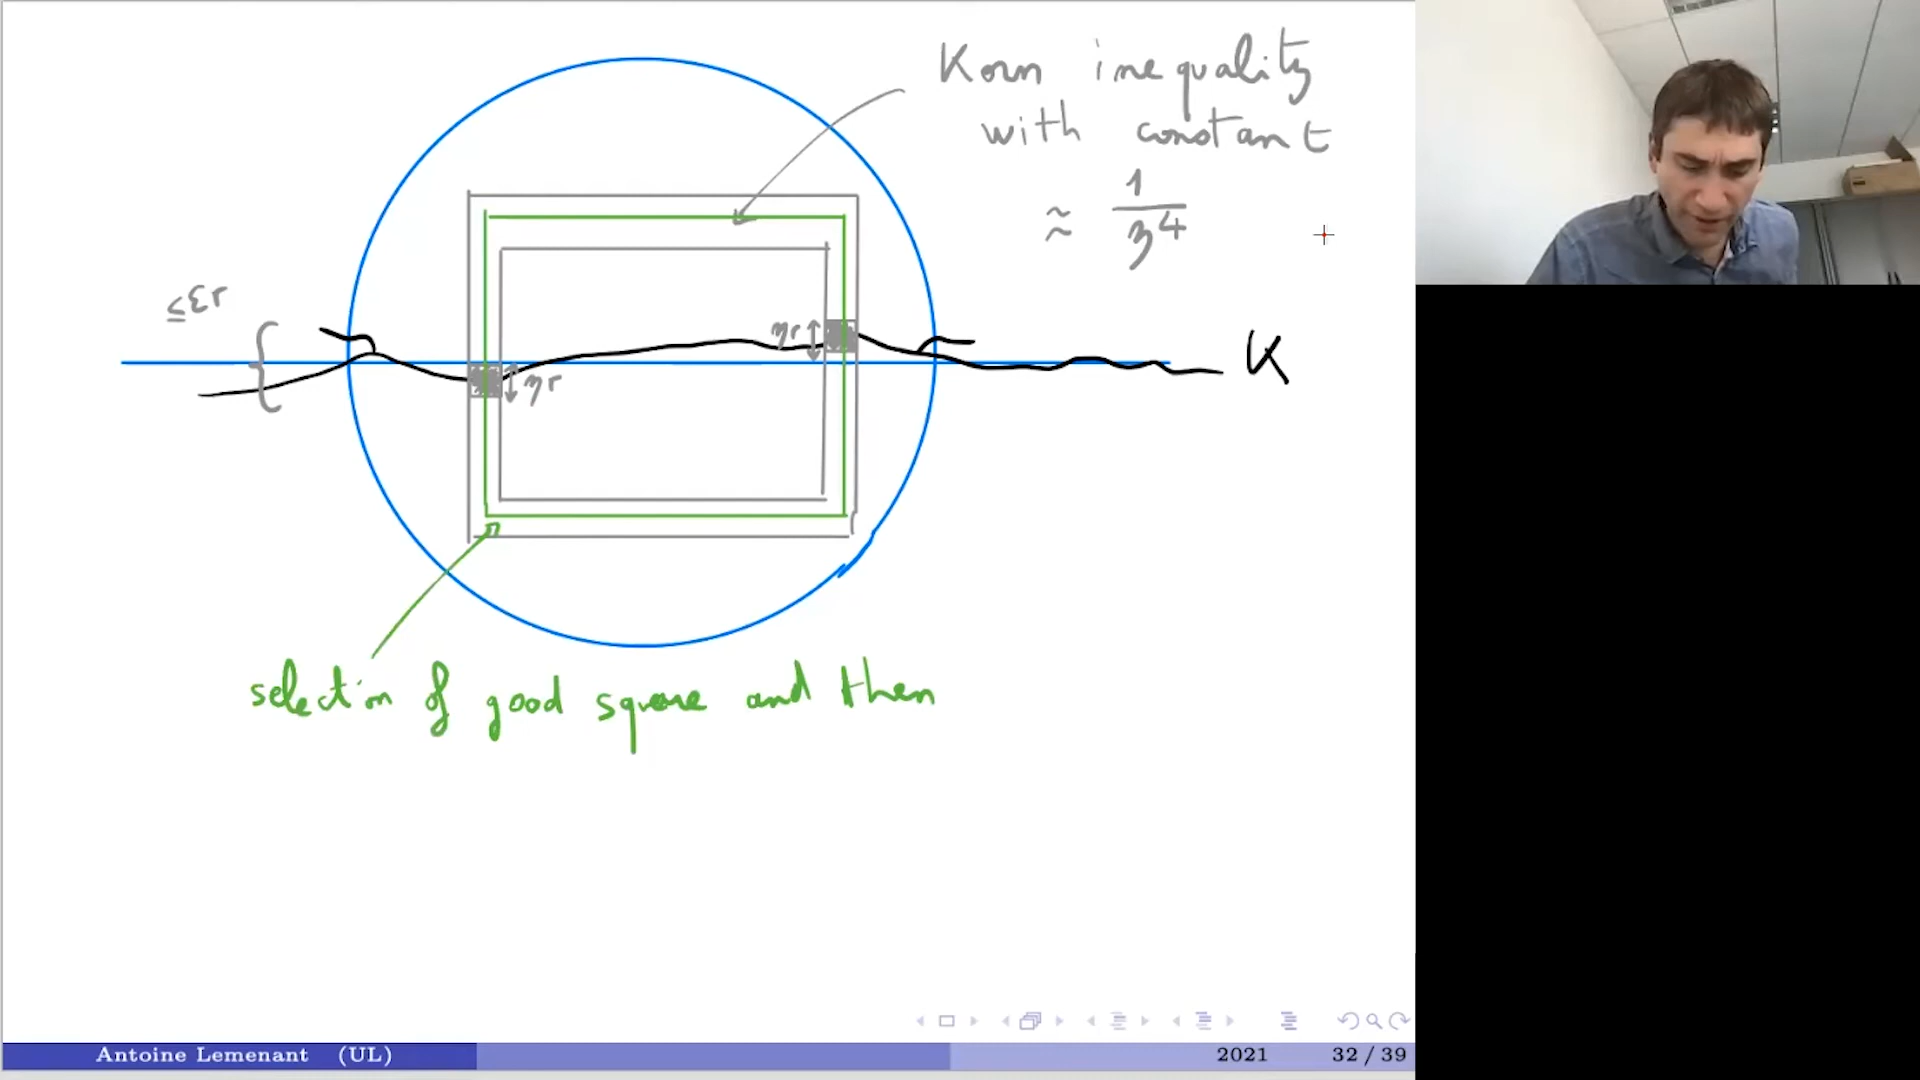 Korn inequality
with constant
≈ 1/η^4
≤εr
ηr
ηr
K
selection of good square and then
Antoine Lemenant (UL)
2021
32 / 39